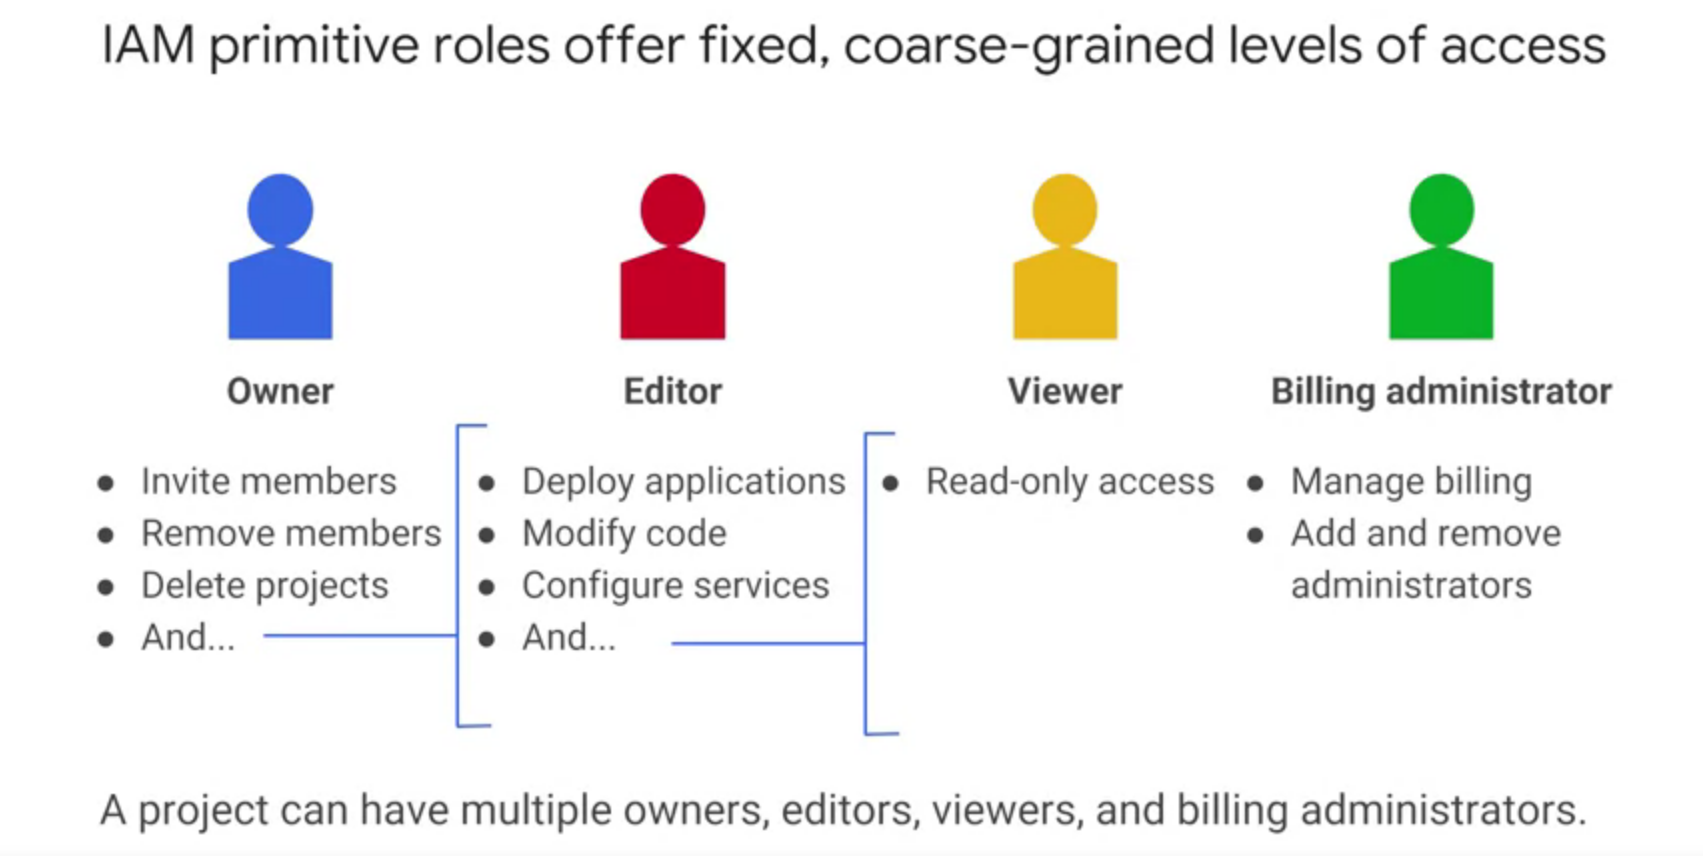 IAM primitive roles offer fixed, coarse-grained levels of access
Owner
● Invite members
● Remove members
● Delete projects
● And...
Editor
● Deploy applications
● Modify code
● Configure services
● And...
Viewer
● Read-only access
Billing administrator
● Manage billing
● Add and remove
administrators
A project can have multiple owners, editors, viewers, and billing administrators.